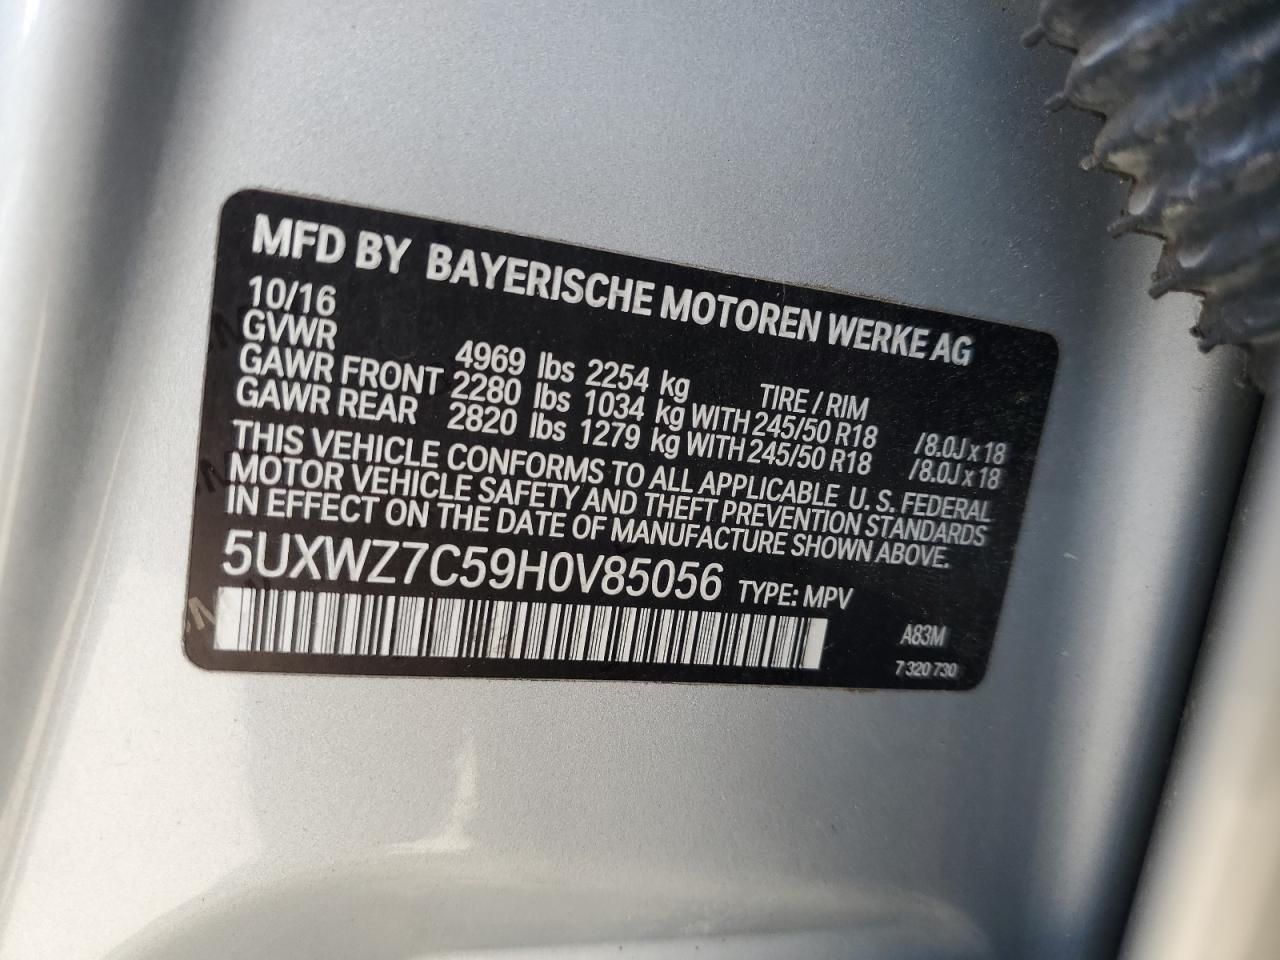 MFD BY BAYERISCHE MOTOREN WERKE AG
10/16
GVWR 4969 lbs 2254 kg TIRE / RIM
GAWR FRONT 2280 lbs 1034 kg WITH 245/50 R18 /8.0J x 18
GAWR REAR 2820 lbs 1279 kg WITH 245/50 R18 /8.0J x 18
THIS VEHICLE CONFORMS TO ALL APPLICABLE U. S. FEDERAL
MOTOR VEHICLE SAFETY AND THEFT PREVENTION STANDARDS
IN EFFECT ON THE DATE OF MANUFACTURE SHOWN ABOVE.
5UXWZ7C59H0V85056 TYPE: MPV
A83M
7 320 730